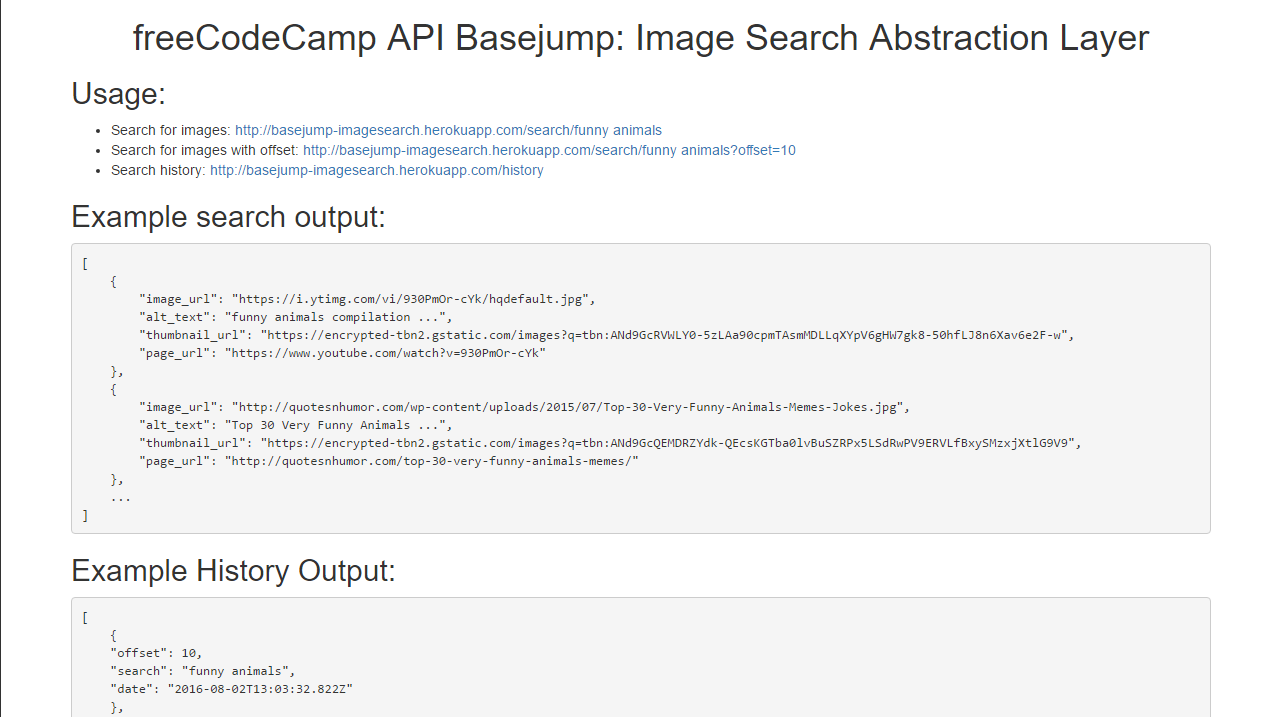 freeCodeCamp API Basejump: Image Search Abstraction Layer
Usage:
• Search for images: http://basejump-imagesearch.herokuapp.com/search/funny animals
• Search for images with offset: http://basejump-imagesearch.herokuapp.com/search/funny animals?offset=10
• Search history: http://basejump-imagesearch.herokuapp.com/history
Example search output:
[
    {
        "image_url": "https://i.ytimg.com/vi/930PmOr-cYk/hqdefault.jpg",
        "alt_text": "funny animals compilation ...",
        "thumbnail_url": "https://encrypted-tbn2.gstatic.com/images?q=tbn:ANd9GcRVWLY0-5zLAa90cpmTAsmMDLLqXYpV6gHW7gk8-50hfLJ8n6Xav6e2F-w",
        "page_url": "https://www.youtube.com/watch?v=930PmOr-cYk"
    },
    {
        "image_url": "http://quotesnhumor.com/wp-content/uploads/2015/07/Top-30-Very-Funny-Animals-Memes-Jokes.jpg",
        "alt_text": "Top 30 Very Funny Animals ...",
        "thumbnail_url": "https://encrypted-tbn2.gstatic.com/images?q=tbn:ANd9GcQEMDRZYdk-QEcsKGTba0lvBuSZRPx5LSdRwPV9ERVLfBxySMzxjXtlG9V9",
        "page_url": "http://quotesnhumor.com/top-30-very-funny-animals-memes/"
    },
    ...
]
Example History Output:
[
    {
    "offset": 10,
    "search": "funny animals",
    "date": "2016-08-02T13:03:32.822Z"
    },